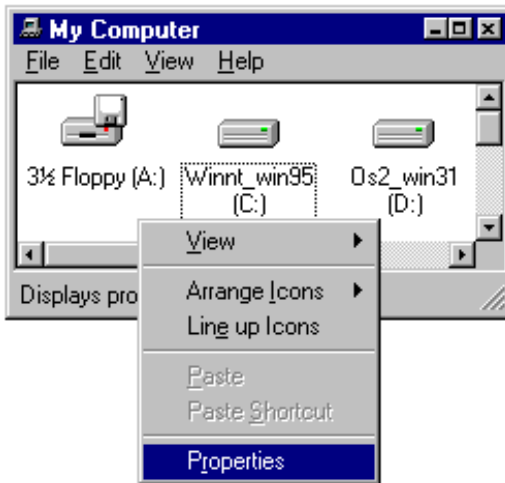 My Computer
File Edit View Help
3½ Floppy (A:) Winnt_win95 Os2_win31
(C:) (D:)
View
Displays pro
Arrange Icons
Line up Icons
Paste
Paste Shortcut
Properties